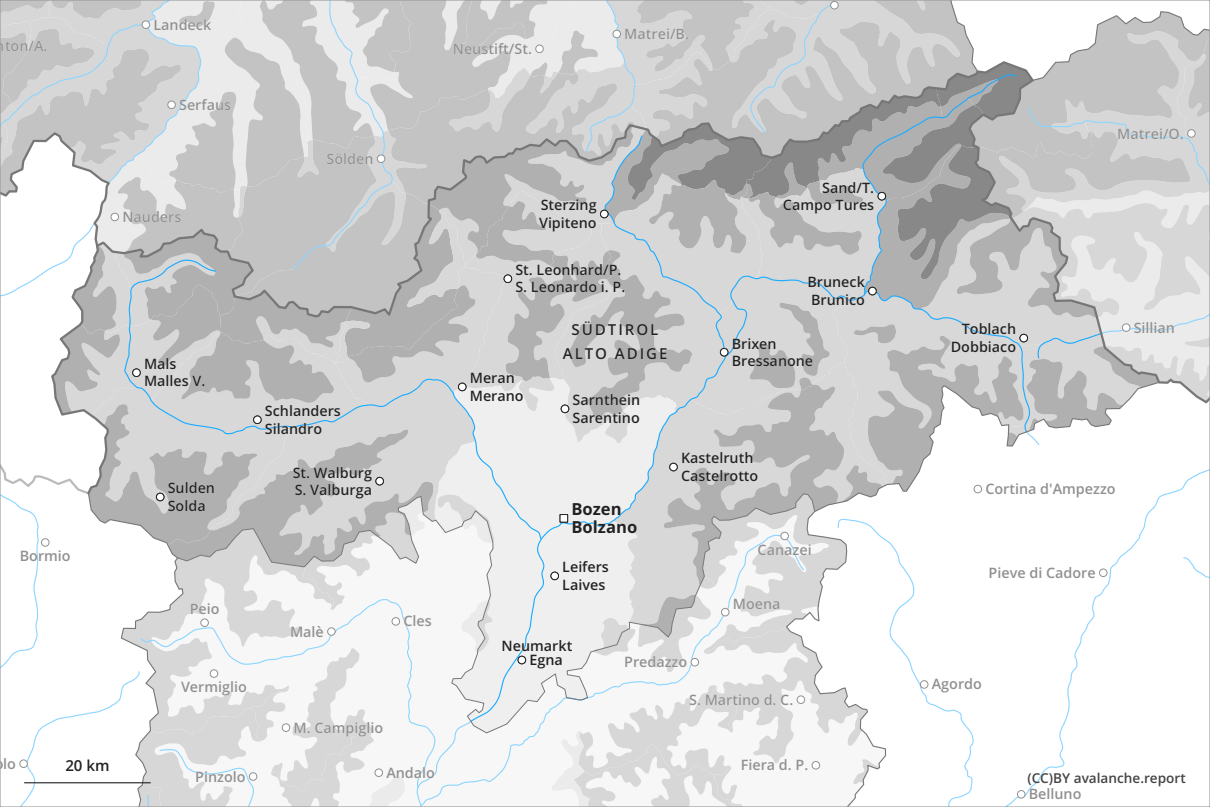 Landeck
nton/A.
Neustift/St.
Matrei/B.
Serfaus
Matrei/O.
Sölden
Nauders
Sand/T.
Campo Tures
Sterzing
Vipiteno
St. Leonhard/P.
S. Leonardo i. P.
Bruneck
Brunico
SÜDTIROL
ALTO ADIGE
Toblach
Dobbiaco
Sillian
Brixen
Bressanone
Mals
Malles V.
Meran
Merano
Sarnthein
Sarentino
Schlanders
Silandro
Kastelruth
Castelrotto
St. Walburg
S. Valburga
Sulden
Solda
Cortina d'Ampezzo
Bozen
Bolzano
Bormio
Canazei
Leifers
Laives
Pieve di Cadore
Peio
Moena
Malè
Cles
Neumarkt
Egna
Predazzo
Vermiglio
Agordo
S. Martino d. C.
M. Campiglio
olo
20 km
Fiera d. P.
Pinzolo
Andalo
(CC)BY avalanche.report
Belluno